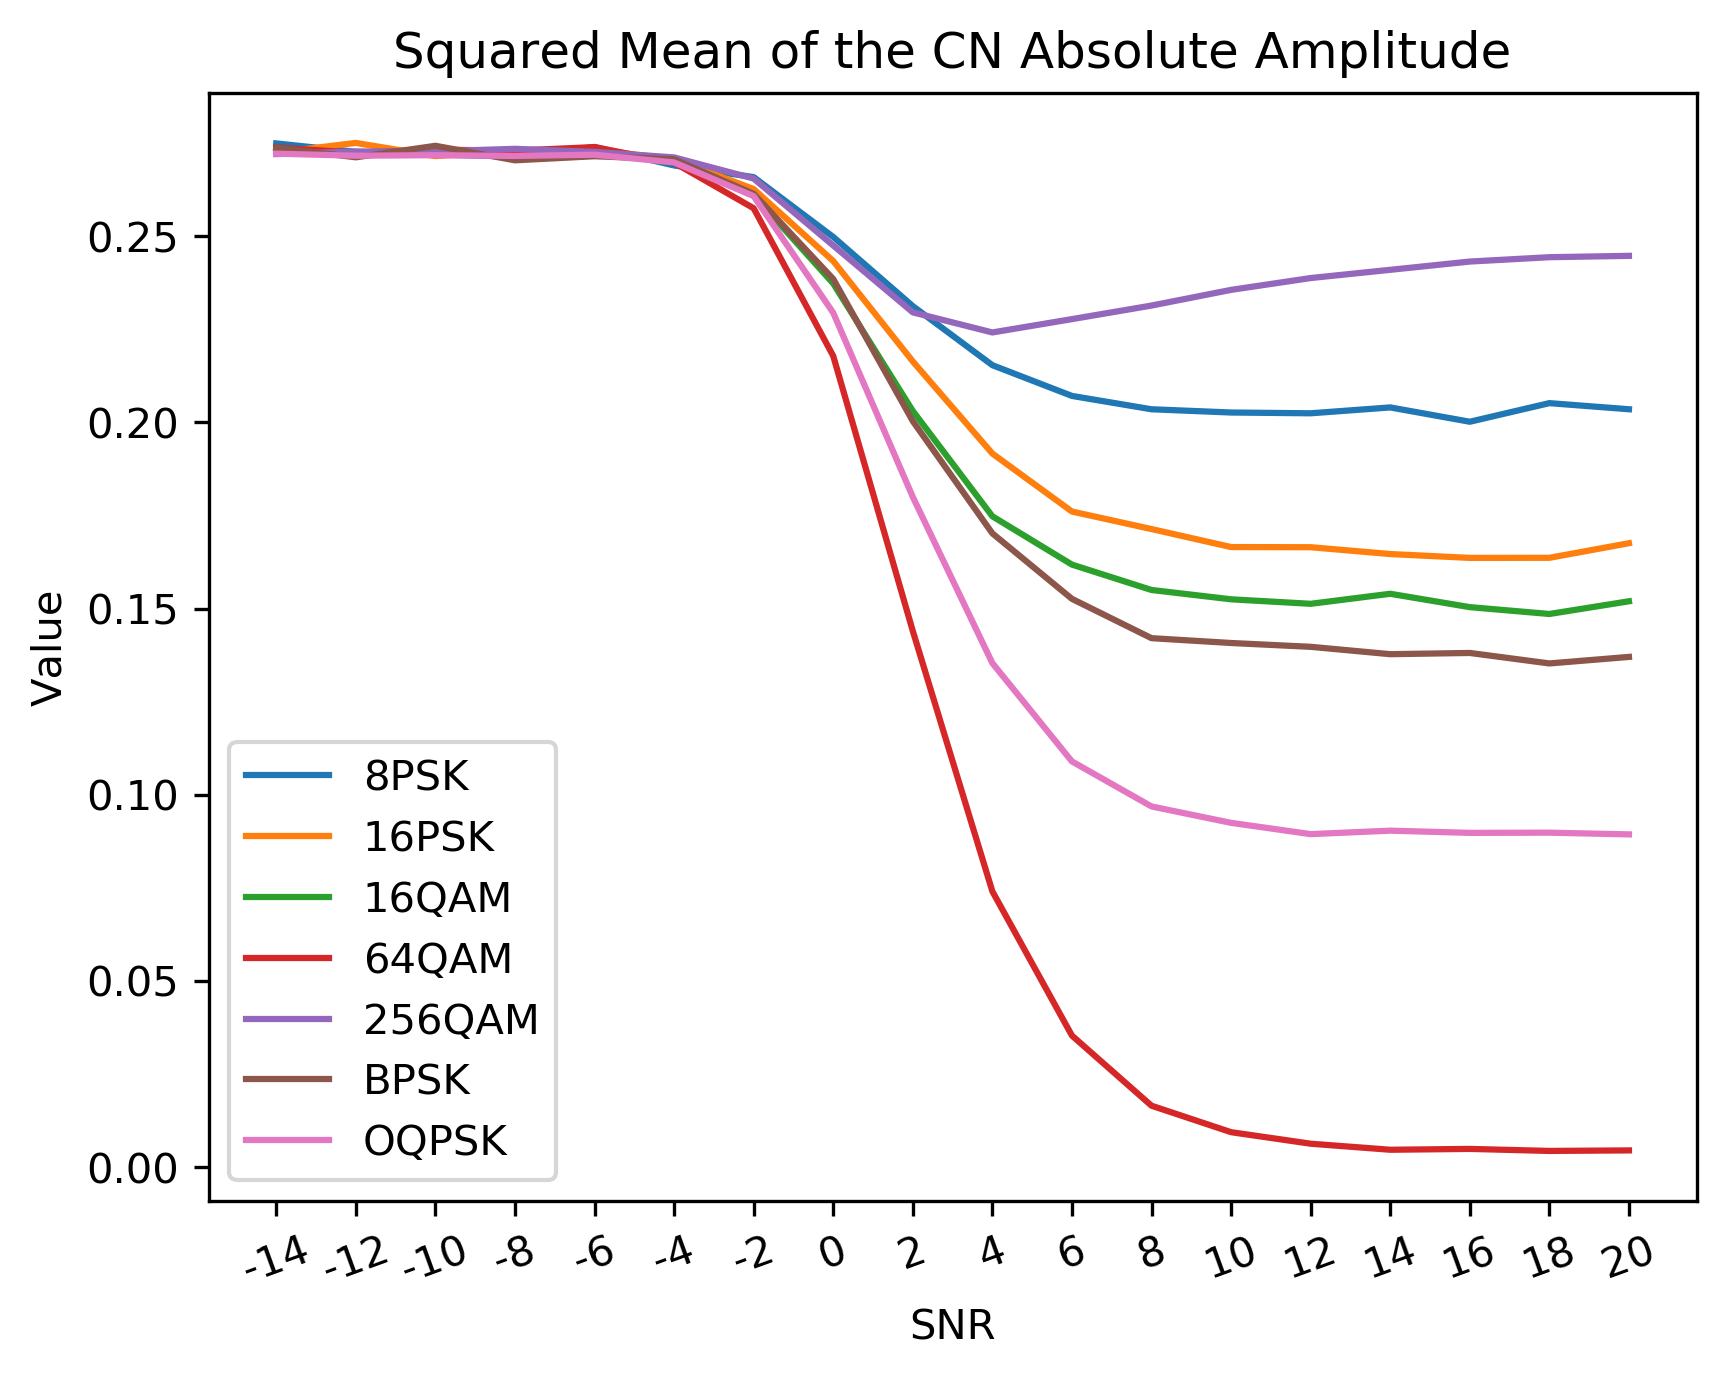 Squared Mean of the CN Absolute Amplitude
Value
0.25
0.20
0.15
0.10
0.05
0.00
8PSK
16PSK
16QAM
64QAM
256QAM
BPSK
OQPSK
-14 -12 -10 -8 -6 -4 -2 0 2 4 6 8 10 12 14 16 18 20
SNR